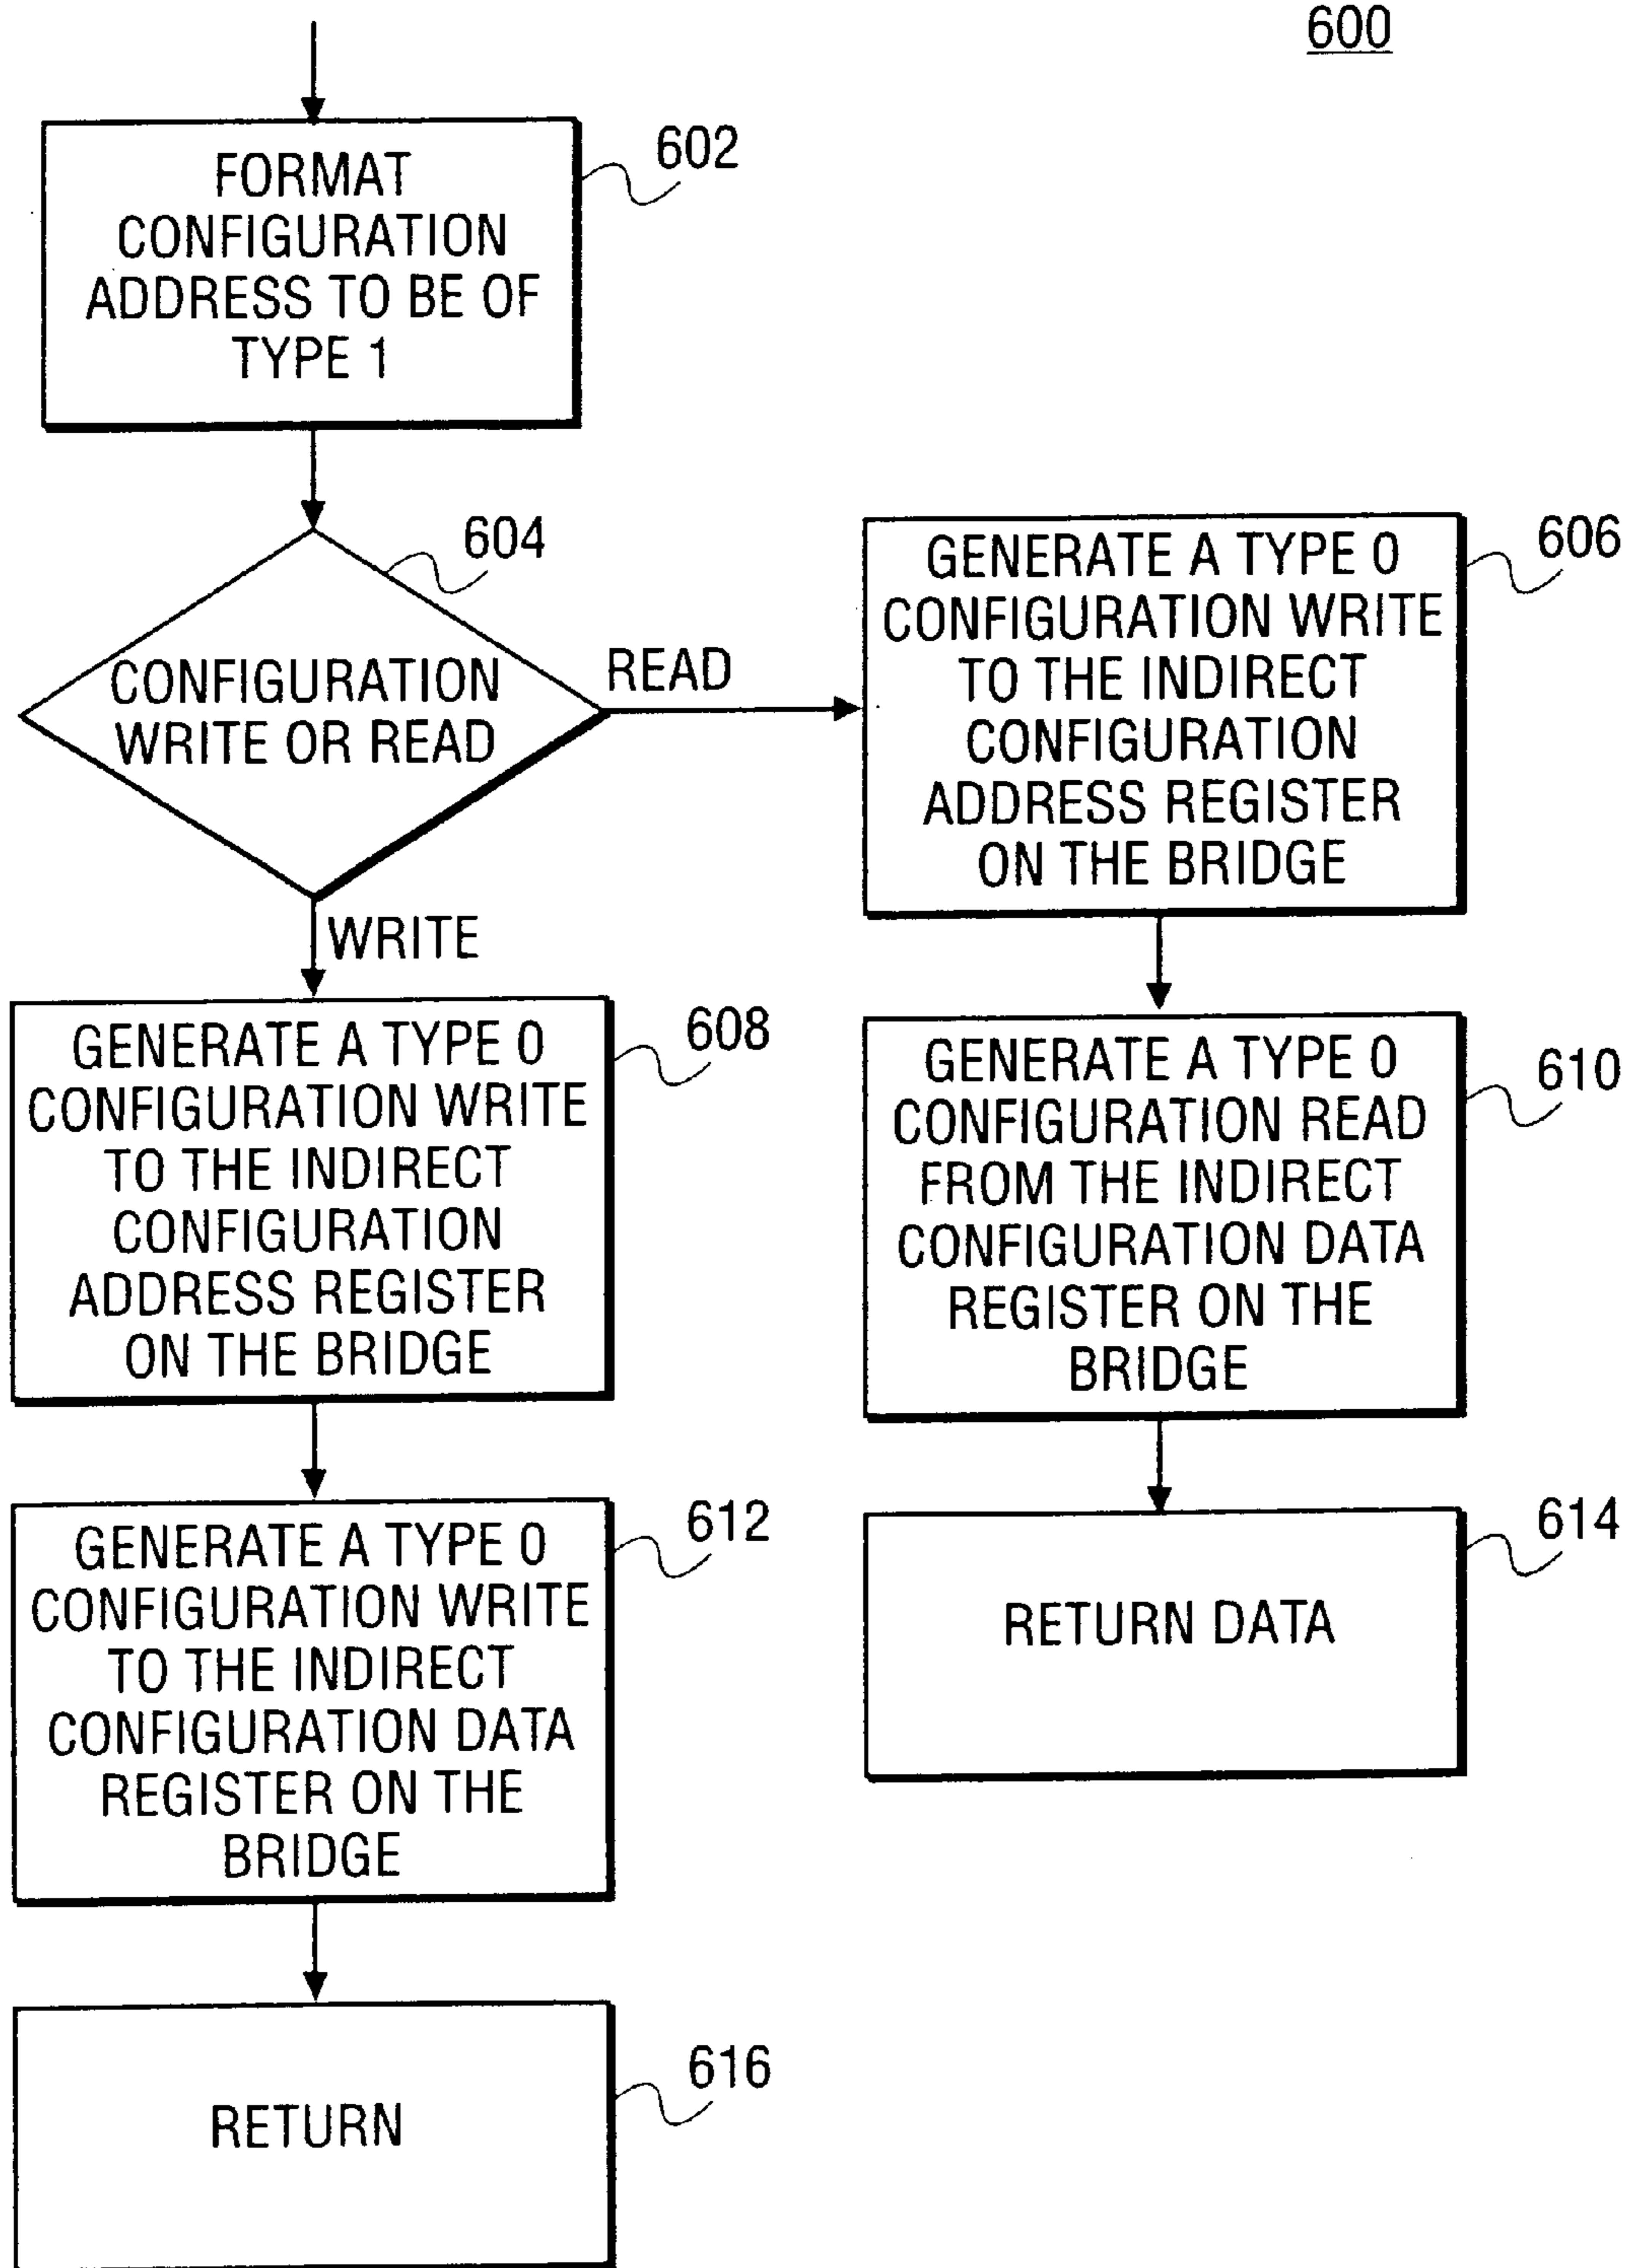 600
FORMAT
CONFIGURATION
ADDRESS TO BE OF
TYPE 1
602
604
CONFIGURATION
WRITE OR READ
READ
WRITE
GENERATE A TYPE 0
CONFIGURATION WRITE
TO THE INDIRECT
CONFIGURATION
ADDRESS REGISTER
ON THE BRIDGE
606
GENERATE A TYPE 0
CONFIGURATION WRITE
TO THE INDIRECT
CONFIGURATION
ADDRESS REGISTER
ON THE BRIDGE
608
GENERATE A TYPE 0
CONFIGURATION READ
FROM THE INDIRECT
CONFIGURATION DATA
REGISTER ON THE
BRIDGE
610
GENERATE A TYPE 0
CONFIGURATION WRITE
TO THE INDIRECT
CONFIGURATION DATA
REGISTER ON THE
BRIDGE
612
RETURN DATA
614
RETURN
616